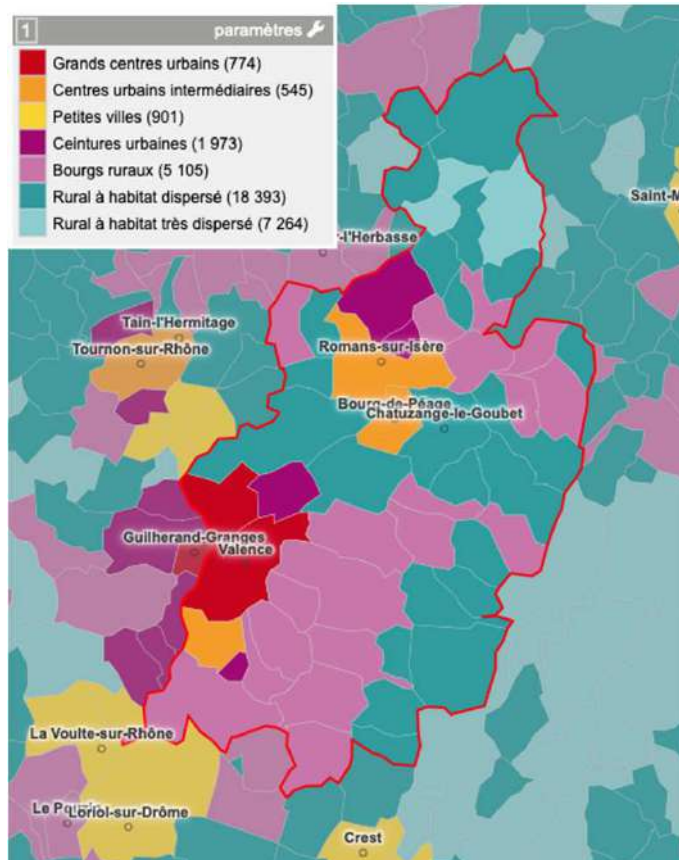 1 paramètres
Grands centres urbains (774)
Centres urbains intermédiaires (545)
Petites villes (901)
Ceintures urbaines (1 973)
Bourgs ruraux (5 105)
Rural à habitat dispersé (18 393)
Rural à habitat très dispersé (7 264)
Saint-M
r-l'Herbasse
Tain-l'Hermitage
Tournon-sur-Rhône
Romans-sur-Isère
Bourg-de-Péage
Chatuzange-le-Goubet
Guilherand-Granges
Valence
La Voulte-sur-Rhône
Le Pouzin
Loriol-sur-Drôme
Crest